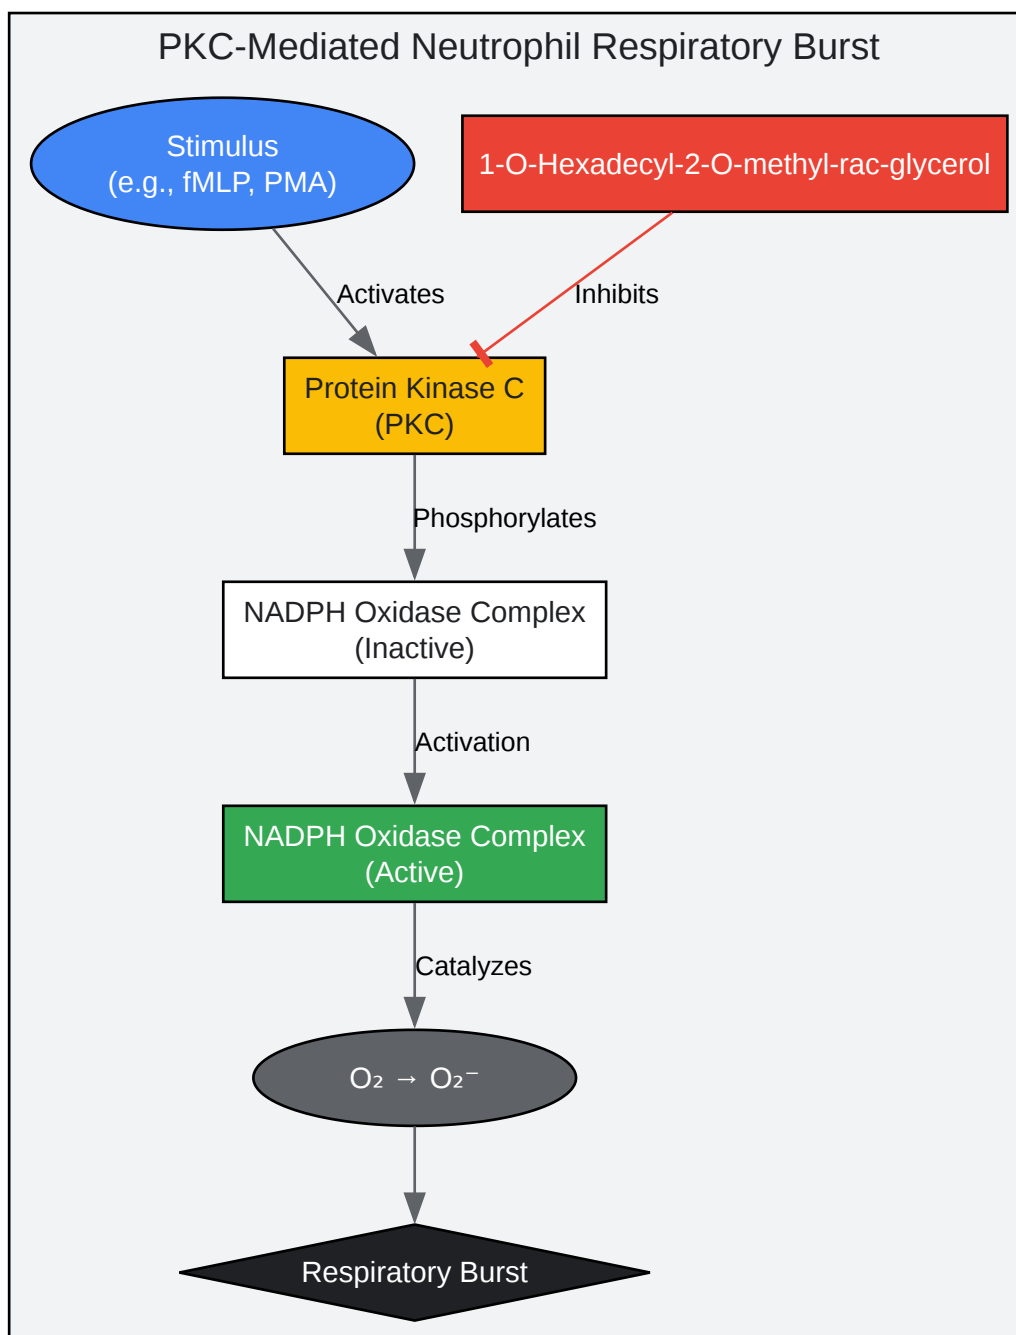 PKC-Mediated Neutrophil Respiratory Burst
Stimulus
(e.g., fMLP, PMA)
1-O-Hexadecyl-2-O-methyl-rac-glycerol
Activates
Inhibits
Protein Kinase C
(PKC)
Phosphorylates
NADPH Oxidase Complex
(Inactive)
Activation
NADPH Oxidase Complex
(Active)
Catalyzes
O₂ → O₂⁻
Respiratory Burst